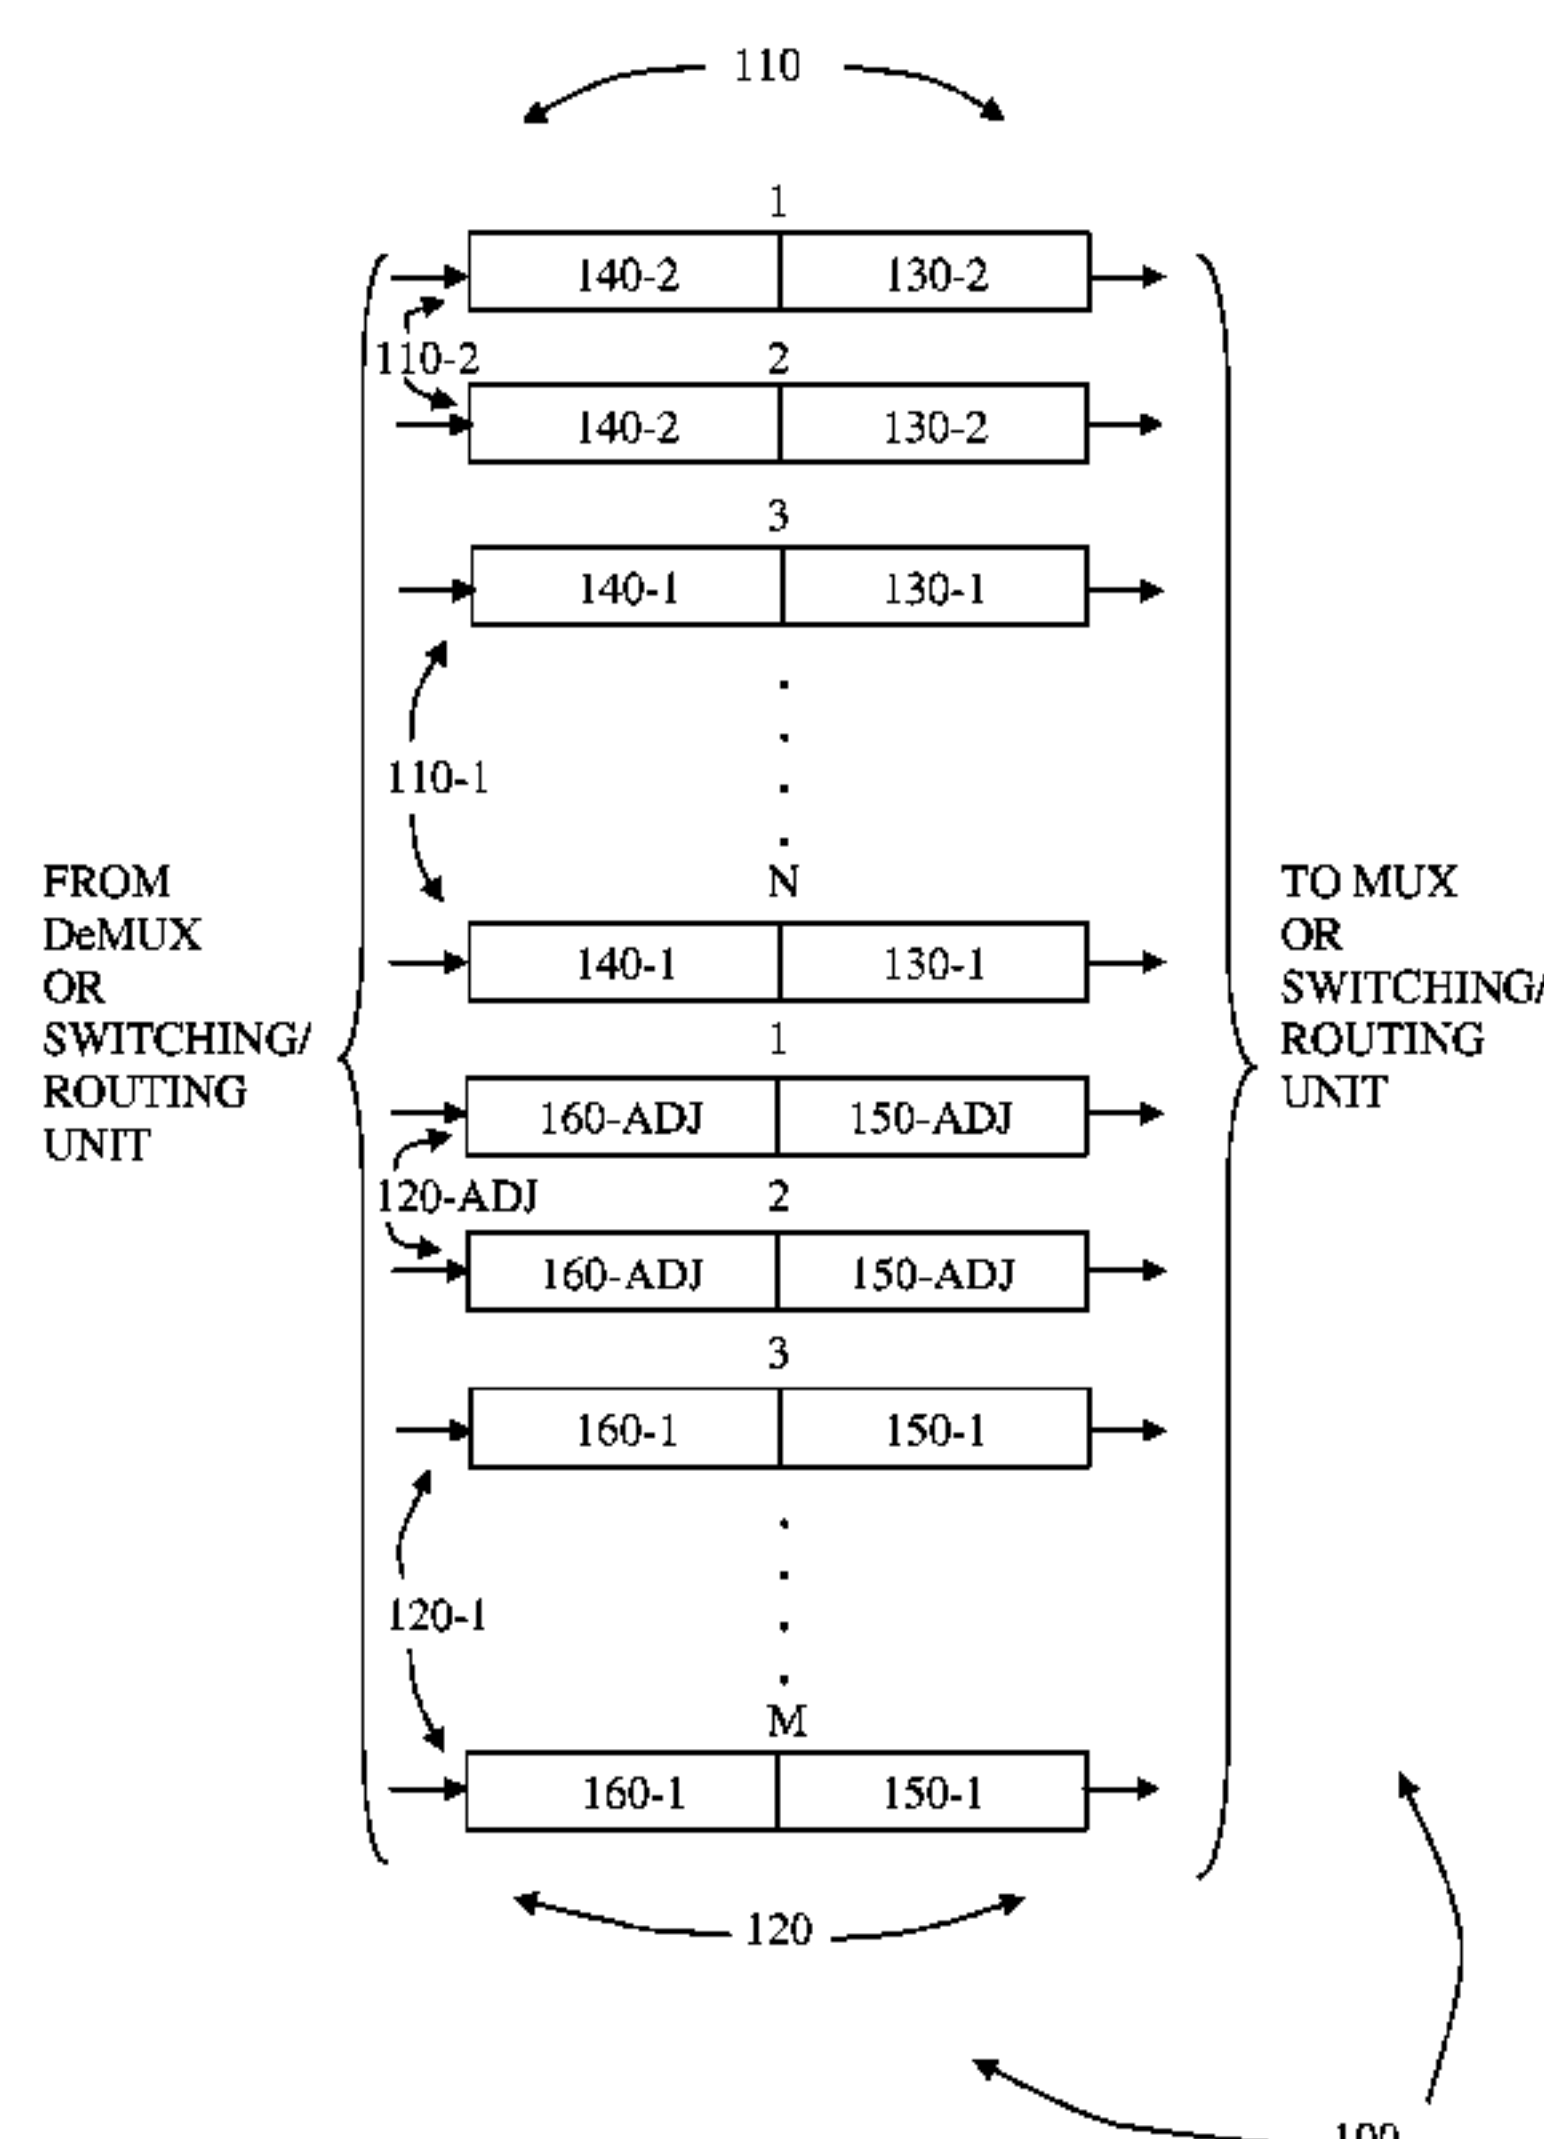 110
1
140-2 130-2
110-2
2
140-2 130-2
3
140-1 130-1
110-1
N
140-1 130-1
FROM
DeMUX
OR
SWITCHING/
ROUTING
UNIT
TO MUX
OR
SWITCHING/
ROUTING
UNIT
1
160-ADJ 150-ADJ
120-ADJ
2
160-ADJ 150-ADJ
3
160-1 150-1
120-1
M
160-1 150-1
120
100